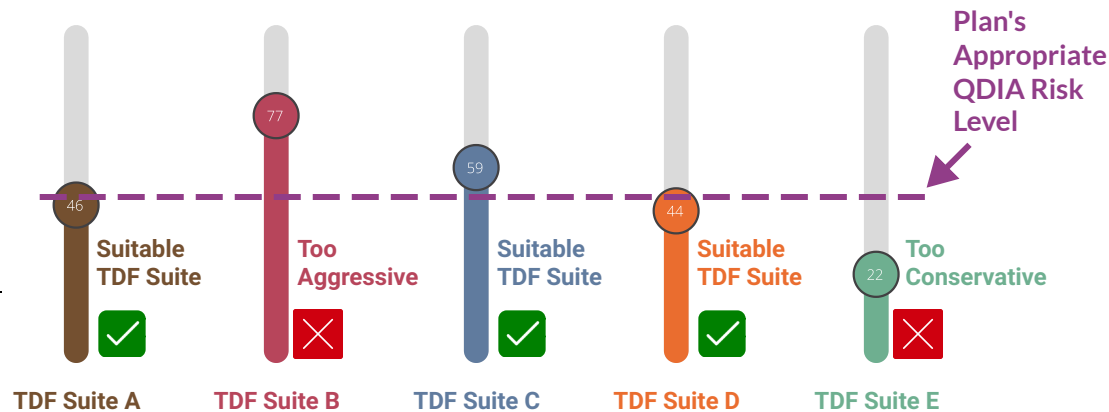 Plan's
Appropriate
QDIA Risk
Level
77
59
46
44
22
Suitable
TDF Suite
Too
Aggressive
Suitable
TDF Suite
Suitable
TDF Suite
Too
Conservative
TDF Suite A
TDF Suite B
TDF Suite C
TDF Suite D
TDF Suite E